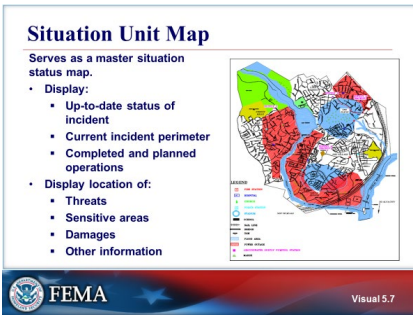 Situation Unit Map
Serves as a master situation
status map.
• Display:
▪ Up-to-date status of
incident
▪ Current incident perimeter
▪ Completed and planned
operations
• Display location of:
▪ Threats
▪ Sensitive areas
▪ Damages
▪ Other information
LEGEND
FEMA
Visual 5.7